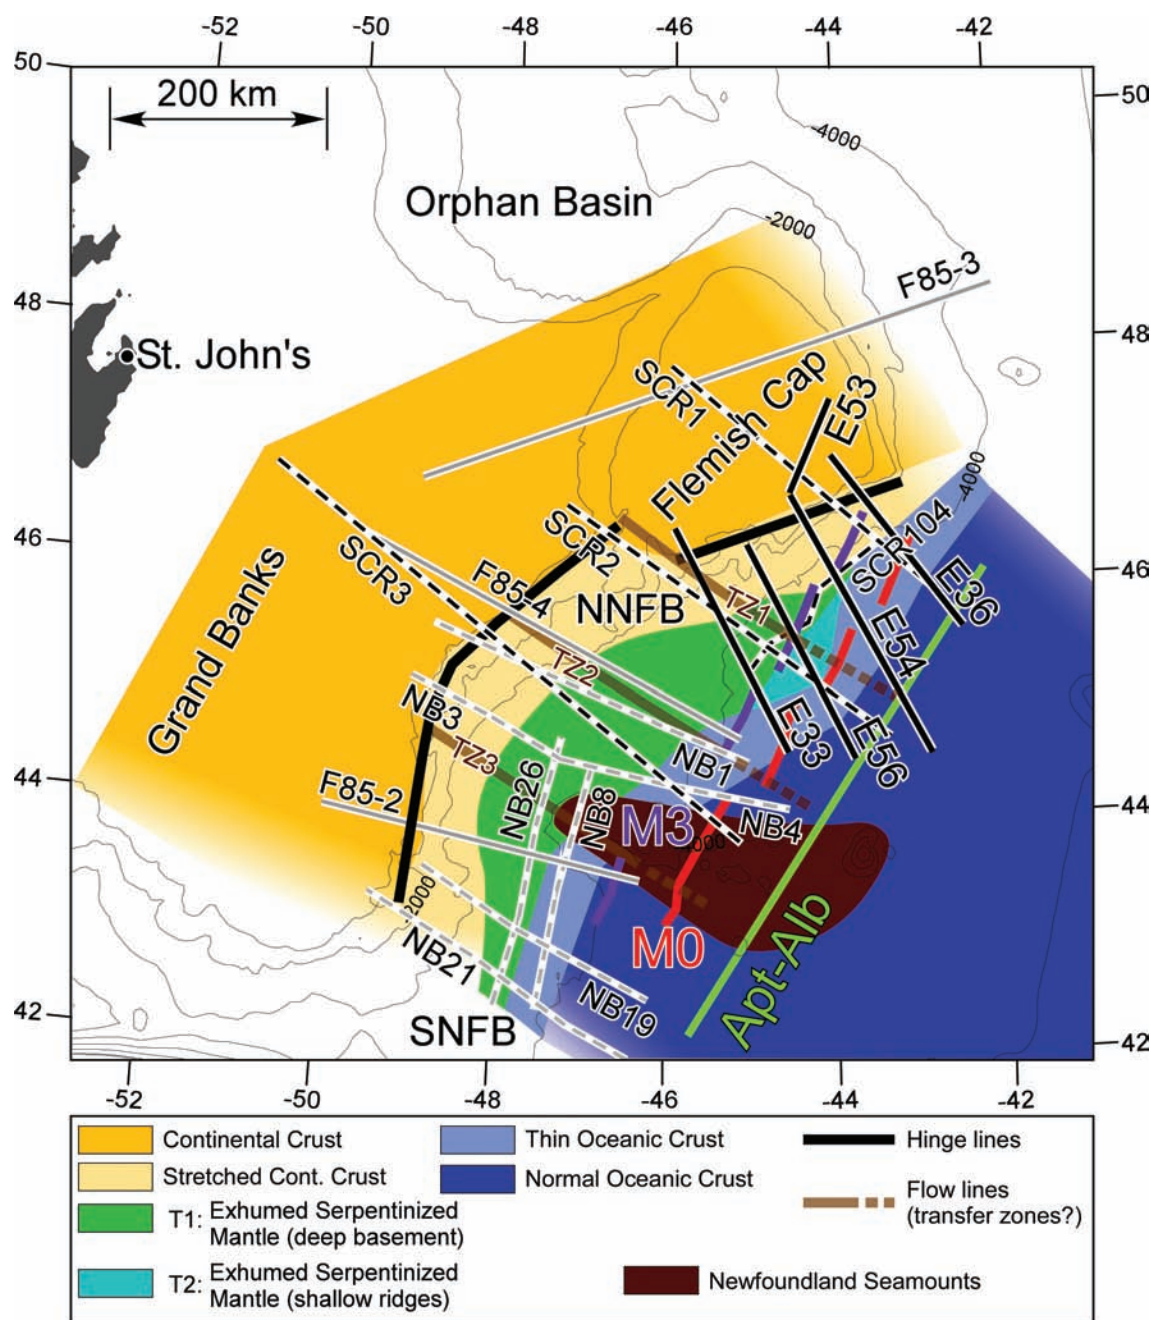 -52 -50 -48 -46 -44 -42
50
50
200 km
-4000
Orphan Basin
-2000
F85-3
48
48
St. John's
SCR1
Flemish Cap
E53
-4000
46
46
SCR2
SCR104
SCR3
F85-4
NNFB
TZ1
E36
Grand Banks
E54
TZ2
NB3
E33
E56
NB1
TZ3
44
44
F85-2
NB26
NB8
M3
NB4
-2000
M0
Apt-Alb
NB21
NB19
42
SNFB
42
-52 -50 -48 -46 -44 -42
Continental Crust
Thin Oceanic Crust
Hinge lines
Stretched Cont. Crust
Normal Oceanic Crust
T1: Exhumed Serpentinized
Mantle (deep basement)
Flow lines
(transfer zones?)
T2: Exhumed Serpentinized
Mantle (shallow ridges)
Newfoundland Seamounts